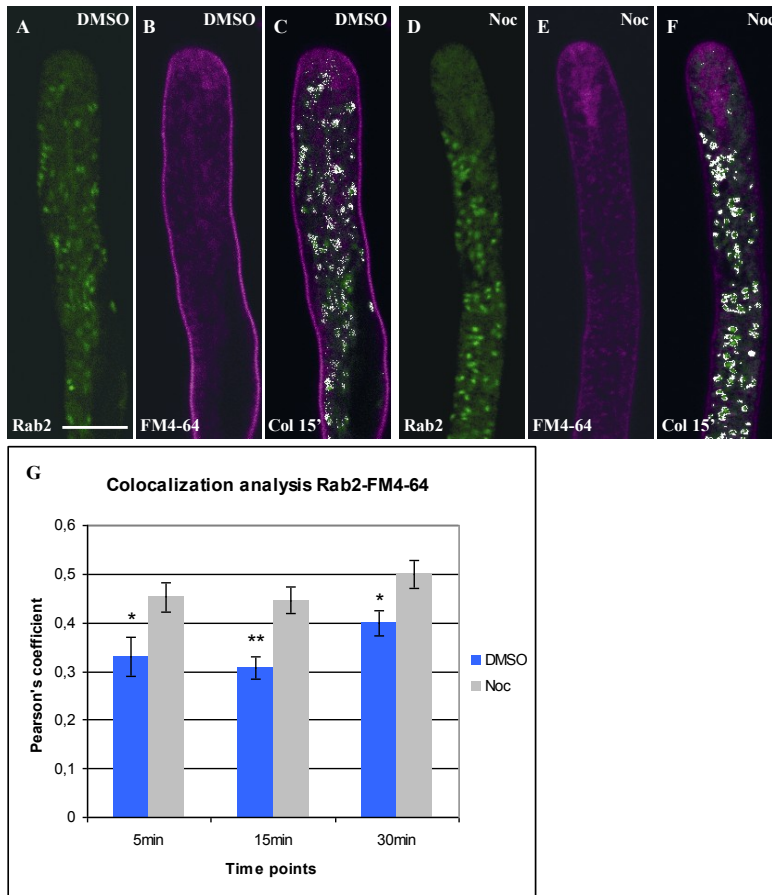 A DMSO B DMSO C DMSO D Noc E Noc F Noc
Rab2 FM4-64 Col 15’ Rab2 FM4-64 Col 15’
G
Colocalization analysis Rab2-FM4-64
0,6
0,5
0,4
0,3
0,2
0,1
0
Pearson's coefficient
*
**
*
DMSO
Noc
5min 15min 30min
Time points